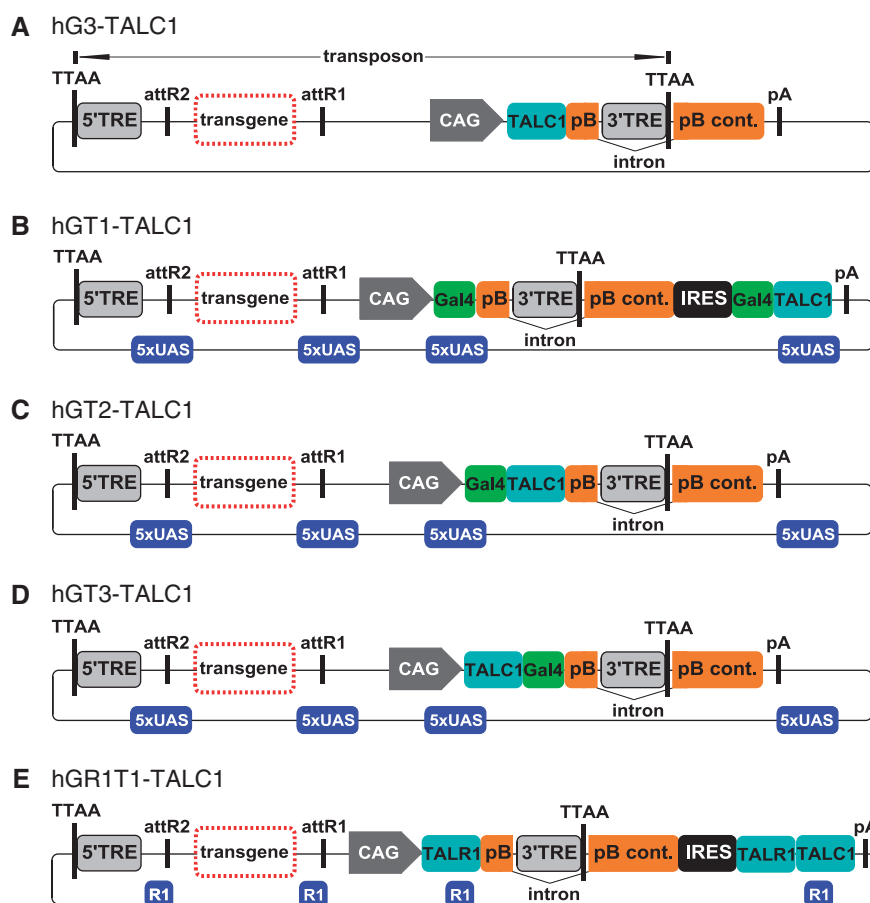 A hG3-TALC1
transposon
TTAA TTAA
attR2 attR1 pA
5'TRE transgene CAG TALC1 pB 3'TRE pB cont.
intron
B hGT1-TALC1
TTAA TTAA
attR2 attR1 pA
5'TRE transgene CAG Gal4 pB 3'TRE pB cont. IRES Gal4 TALC1
intron
5xUAS 5xUAS 5xUAS 5xUAS
C hGT2-TALC1
TTAA TTAA
attR2 attR1 pA
5'TRE transgene CAG Gal4 TALC1 pB 3'TRE pB cont.
intron
5xUAS 5xUAS 5xUAS 5xUAS
D hGT3-TALC1
TTAA TTAA
attR2 attR1 pA
5'TRE transgene CAG TALC1 Gal4 pB 3'TRE pB cont.
intron
5xUAS 5xUAS 5xUAS 5xUAS
E hGR1T1-TALC1
TTAA TTAA
attR2 attR1 pA
5'TRE transgene CAG TALR1 pB 3'TRE pB cont. IRES TALR1 TALC1
intron
R1 R1 R1 R1